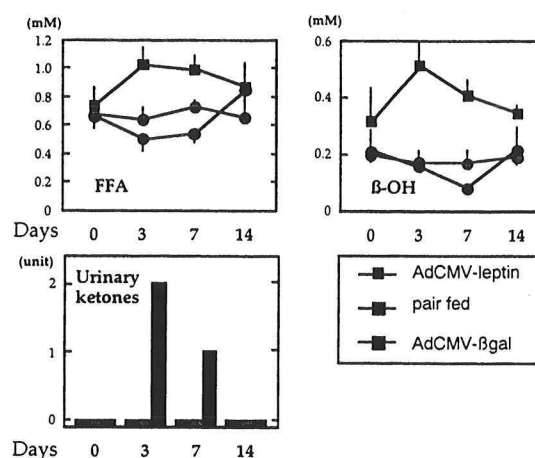 (mM)
1.2
1.0
0.8
0.6
0.4
0.2
0
FFA
Days 0 3 7 14
(mM)
0.6
0.4
0.2
0
ß-OH
0 3 7 14
(unit)
2
1
0
Urinary
ketones
Days 0 3 7 14
AdCMV-leptin
pair fed
AdCMV-ßgal